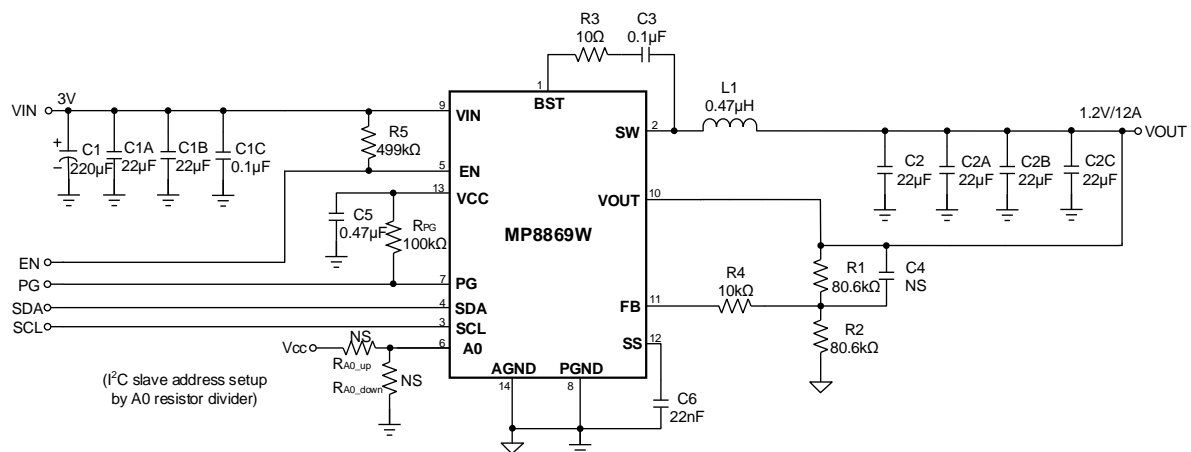 R3
10Ω
C3
0.1µF
1
BST
VIN
3V
9
VIN
C1
220µF
C1A
22µF
C1B
22µF
C1C
0.1µF
R5
499kΩ
5
EN
13
VCC
C5
0.47µF
RPG
100kΩ
MP8869W
SW
2
L1
0.47µH
1.2V/12A
VOUT
C2
22µF
C2A
22µF
C2B
22µF
C2C
22µF
VOUT
10
EN
PG
7
PG
SDA
4
SDA
SCL
3
SCL
6
A0
Vcc
NS
RA0_up
RA0_down
NS
(I²C slave address setup
by A0 resistor divider)
FB
11
R4
10kΩ
R1
80.6kΩ
C4
NS
R2
80.6kΩ
SS
12
C6
22nF
AGND
14
PGND
8